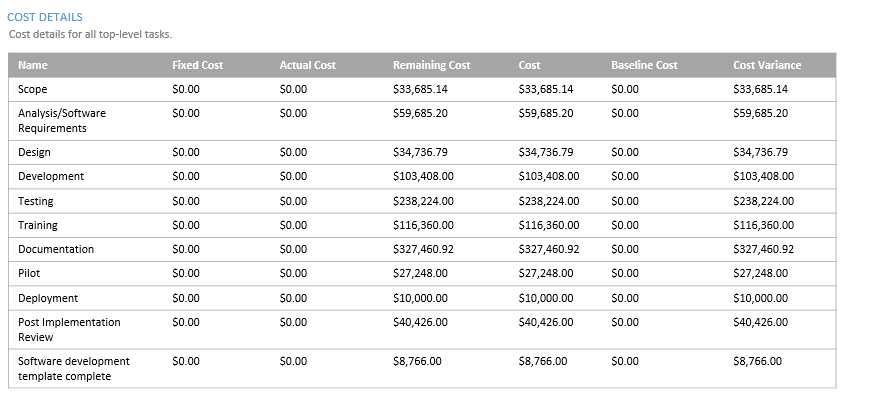 COST DETAILS
Cost details for all top-level tasks.
Name Fixed Cost Actual Cost Remaining Cost Cost Baseline Cost Cost Variance
Scope $0.00 $0.00 $33,685.14 $33,685.14 $0.00 $33,685.14
Analysis/Software $0.00 $0.00 $59,685.20 $59,685.20 $0.00 $59,685.20
Requirements
Design $0.00 $0.00 $34,736.79 $34,736.79 $0.00 $34,736.79
Development $0.00 $0.00 $103,408.00 $103,408.00 $0.00 $103,408.00
Testing $0.00 $0.00 $238,224.00 $238,224.00 $0.00 $238,224.00
Training $0.00 $0.00 $116,360.00 $116,360.00 $0.00 $116,360.00
Documentation $0.00 $0.00 $327,460.92 $327,460.92 $0.00 $327,460.92
Pilot $0.00 $0.00 $27,248.00 $27,248.00 $0.00 $27,248.00
Deployment $0.00 $0.00 $10,000.00 $10,000.00 $0.00 $10,000.00
Post Implementation $0.00 $0.00 $40,426.00 $40,426.00 $0.00 $40,426.00
Review
Software development $0.00 $0.00 $8,766.00 $8,766.00 $0.00 $8,766.00
template complete